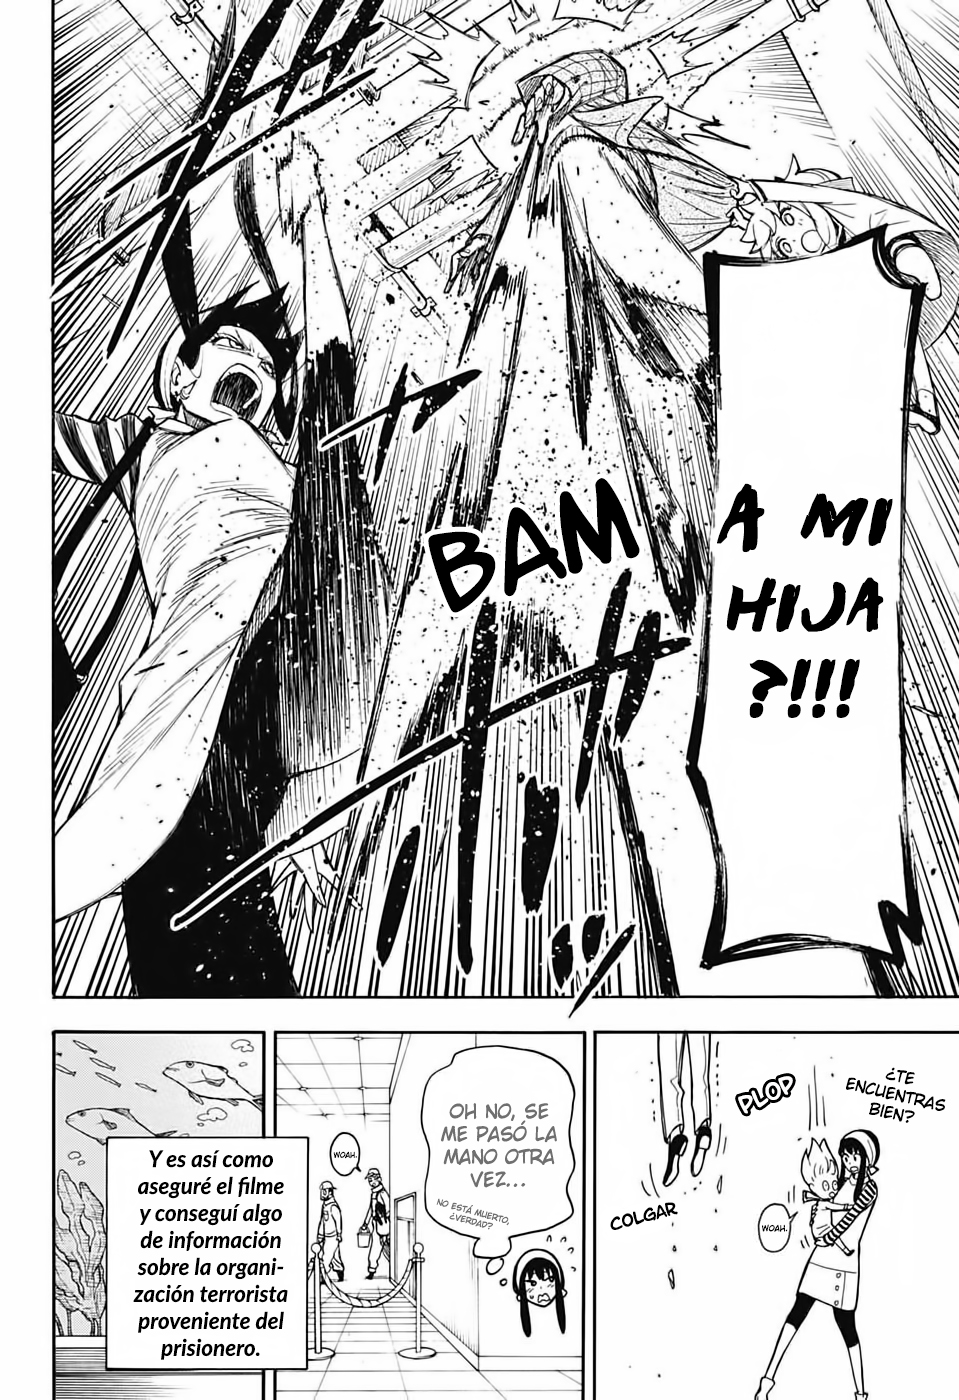 A MI
HIJA
?!!!
BAM
¿TE
ENCUENTRAS
BIEN?
PLOP
WOAH.
COLGAR
OH NO, SE
ME PASÓ LA
MANO OTRA
VEZ...
NO ESTÁ MUERTO,
¿VERDAD?
WOAH.
Y es así como
aseguré el filme
y conseguí algo
de información
sobre la organi-
zación terrorista
proveniente del
prisionero.